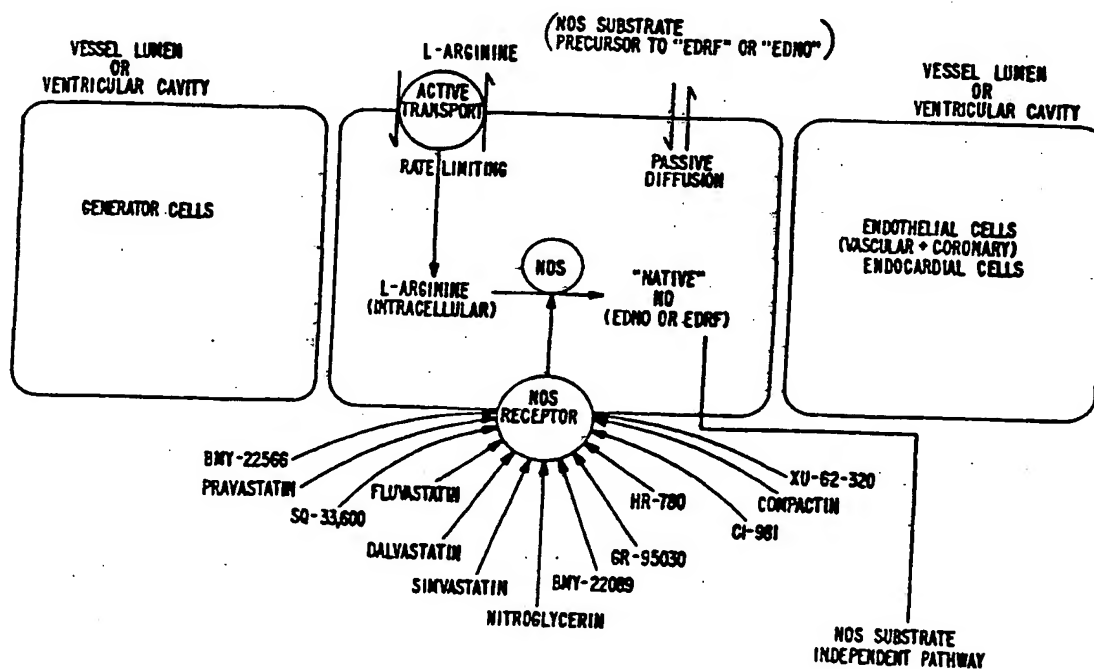 (NOS SUBSTRATE
PRECURSOR TO "EDRF" OR "EDNO")
L-ARGININE
VESSEL LUMEN
OR
VENTRICULAR CAVITY
VESSEL LUMEN
OR
VENTRICULAR CAVITY
ACTIVE
TRANSPORT
RATE LIMITING
PASSIVE
DIFFUSION
GENERATOR CELLS
ENDOTHELIAL CELLS
(VASCULAR + CORONARY)
ENDOCARDIAL CELLS
L-ARGININE
(INTRACELLULAR)
NOS
"NATIVE"
NO
(EDNO OR EDRF)
NOS
RECEPTOR
BMY-22566
PRAVASTATIN
SQ-33,600
FLUVASTATIN
DALVASTATIN
SIMVASTATIN
NITROGLYCERIN
BMY-22089
GR-95030
HR-780
CI-981
COMPACTIN
XU-62-320
NOS SUBSTRATE
INDEPENDENT PATHWAY